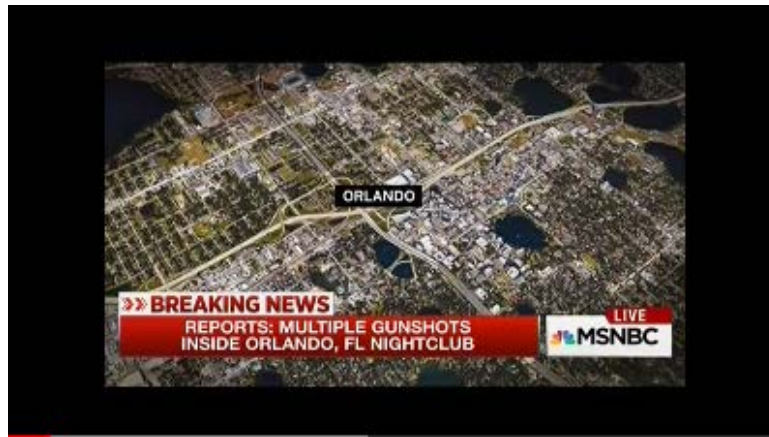 ORLANDO
BREAKING NEWS
REPORTS: MULTIPLE GUNSHOTS
INSIDE ORLANDO, FL NIGHTCLUB
LIVE
MSNBC